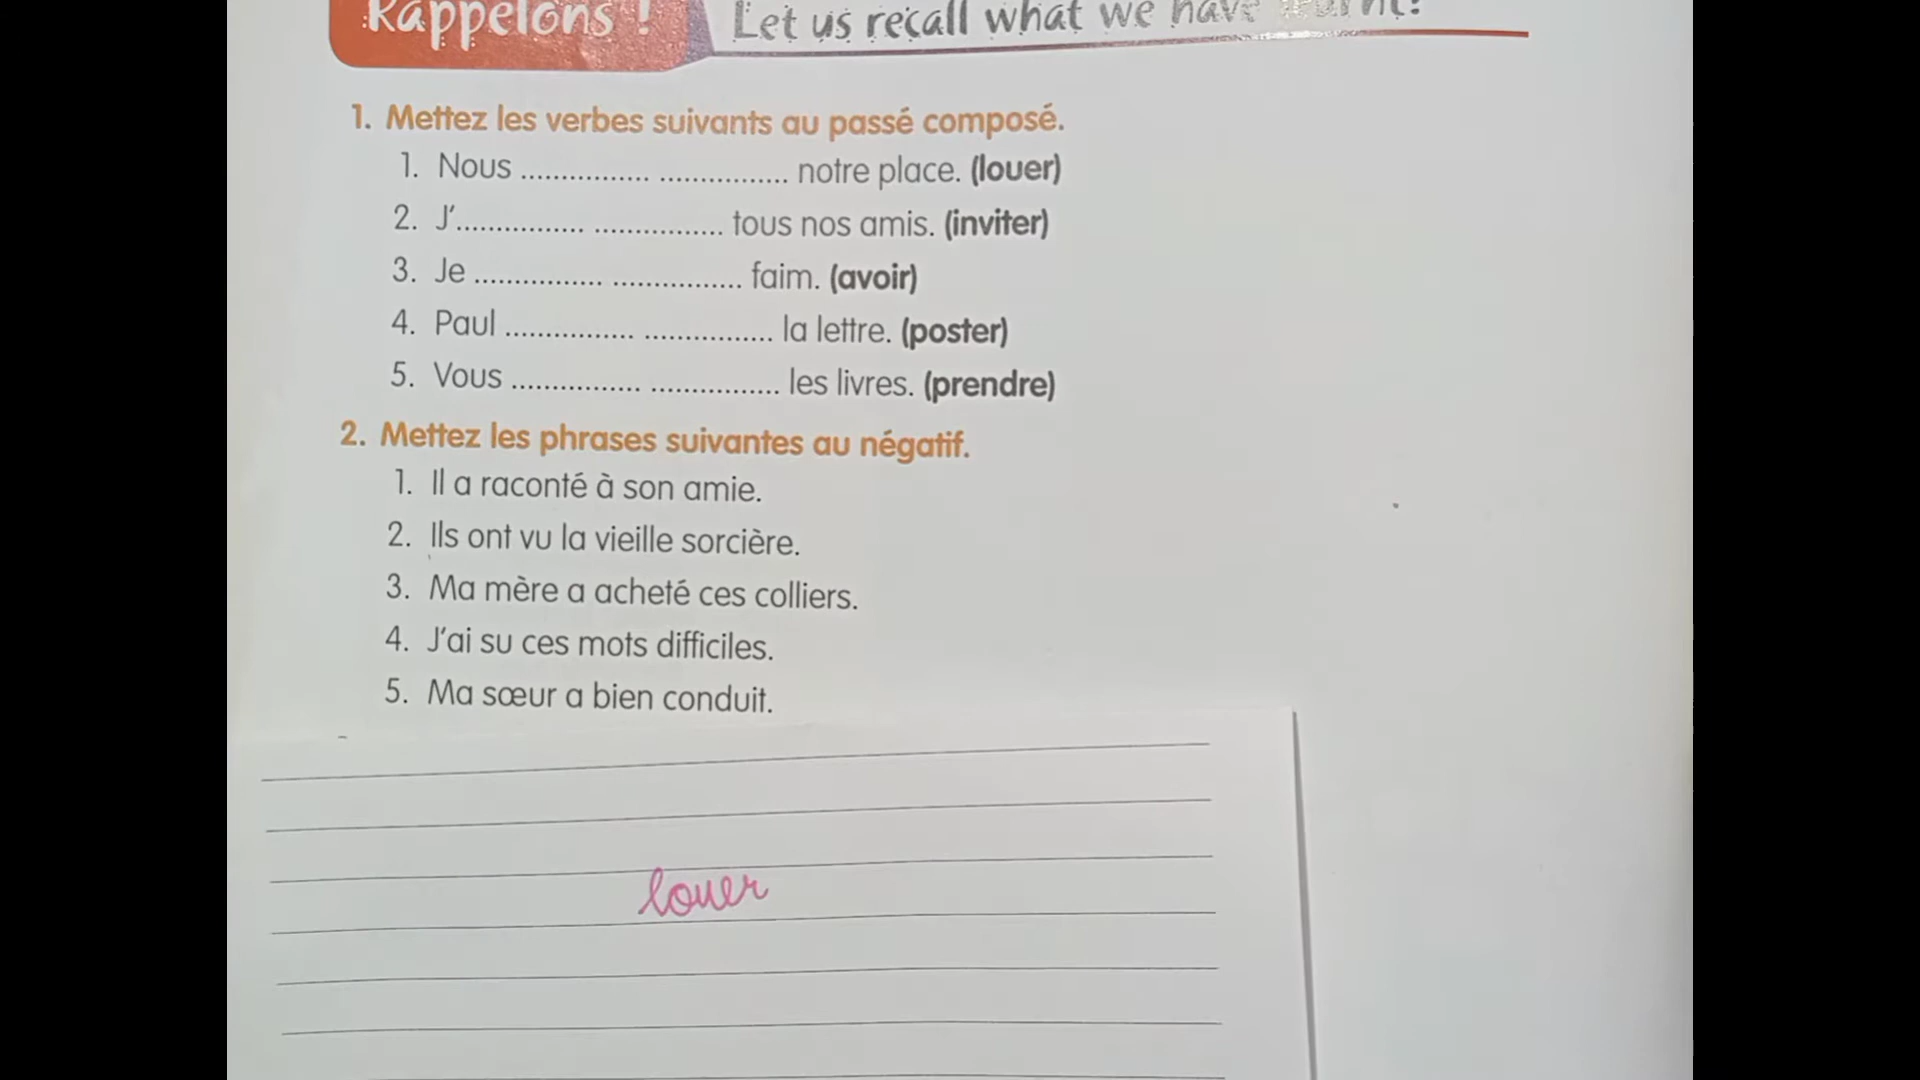 Rappelons !
Let us recall what we have learnt!
1. Mettez les verbes suivants au passé composé.
1. Nous ................ ................ notre place. (louer)
2. J'................ ................ tous nos amis. (inviter)
3. Je ................ ................ faim. (avoir)
4. Paul ................ ................ la lettre. (poster)
5. Vous ................ ................ les livres. (prendre)
2. Mettez les phrases suivantes au négatif.
1. Il a raconté à son amie.
2. Ils ont vu la vieille sorcière.
3. Ma mère a acheté ces colliers.
4. J'ai su ces mots difficiles.
5. Ma sœur a bien conduit.
louer